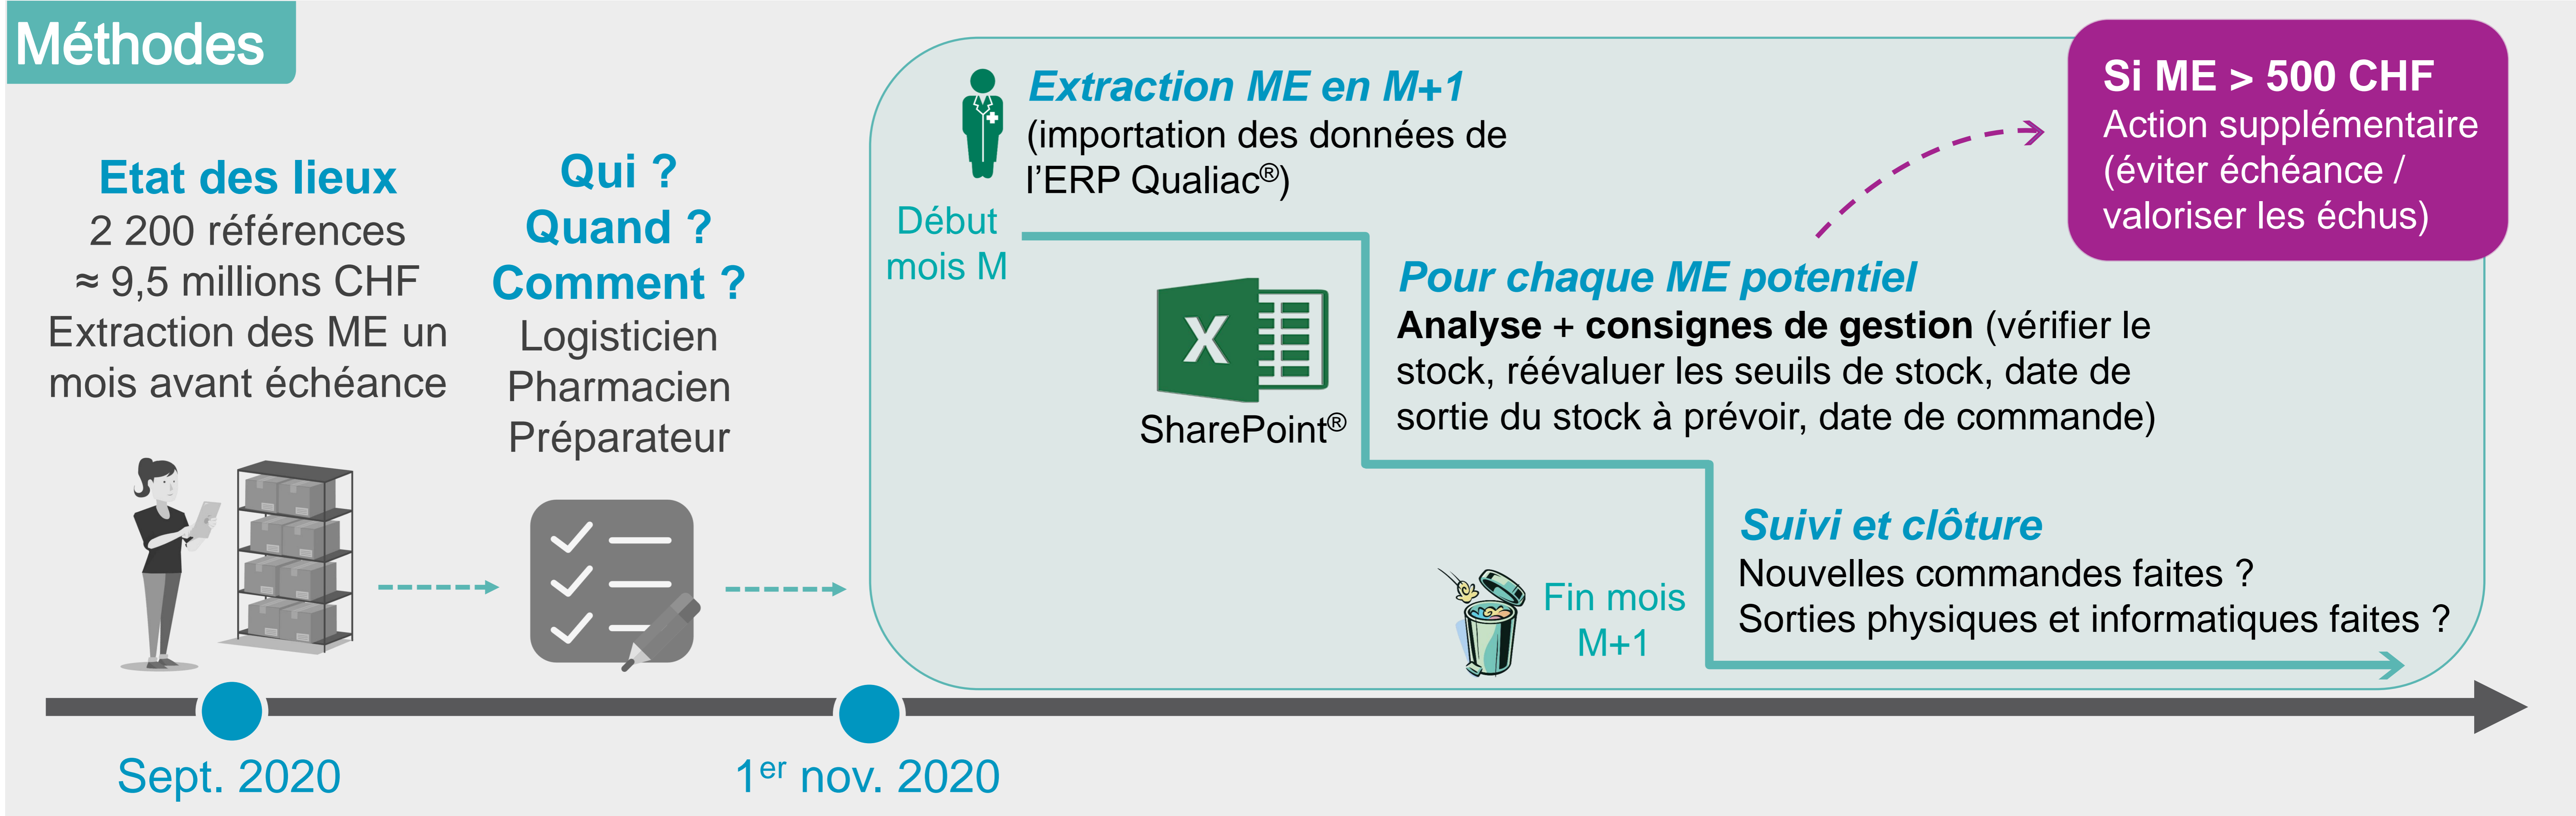 Méthodes
Etat des lieux
2 200 références
≈ 9,5 millions CHF
Extraction des ME un
mois avant échéance
Qui ?
Quand ?
Comment ?
Logisticien
Pharmacien
Préparateur
Extraction ME en M+1
(importation des données de
l'ERP Qualiac®)
Début
mois M
X
SharePoint®
Si ME > 500 CHF
Action supplémentaire
(éviter échéance /
valoriser les échus)
Pour chaque ME potentiel
Analyse + consignes de gestion (vérifier le
stock, réévaluer les seuils de stock, date de
sortie du stock à prévoir, date de commande)
Suivi et clôture
Nouvelles commandes faites ?
Sorties physiques et informatiques faites ?
Fin mois
M+1
Sept. 2020
1er nov. 2020